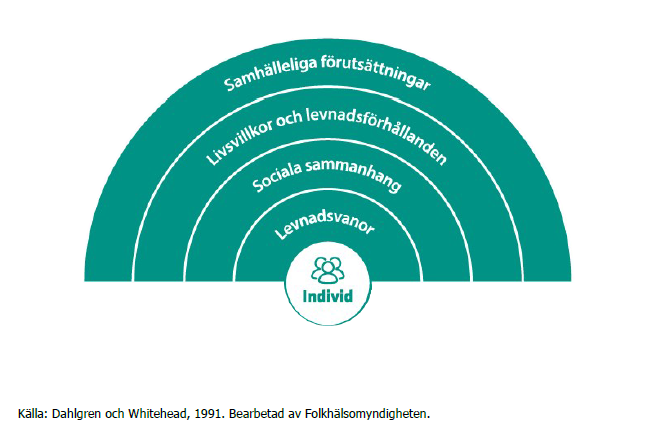 Samhälleliga förutsättningar
Livsvillkor och levnadsförhållanden
Sociala sammanhang
Levnadsvanor
Individ
Källa: Dahlgren och Whitehead, 1991. Bearbetad av Folkhälsomyndigheten.